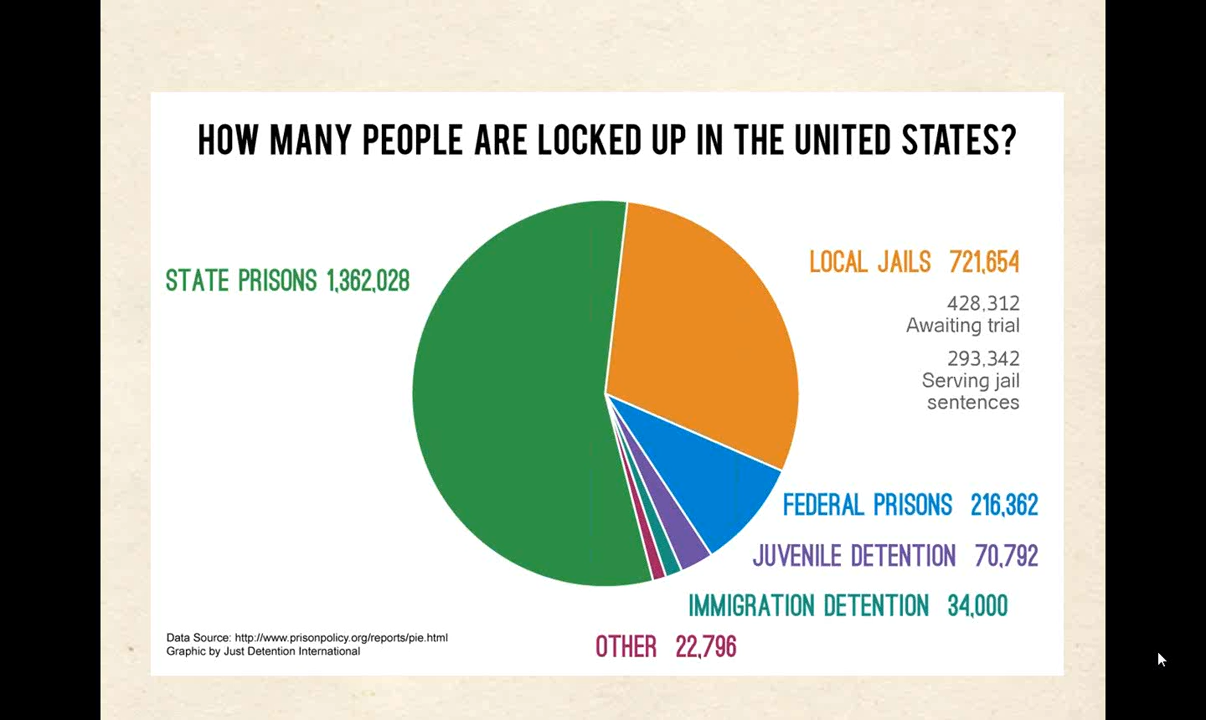 HOW MANY PEOPLE ARE LOCKED UP IN THE UNITED STATES?
STATE PRISONS 1,362,028
LOCAL JAILS 721,654
428,312
Awaiting trial
293,342
Serving jail
sentences
FEDERAL PRISONS 216,362
JUVENILE DETENTION 70,792
IMMIGRATION DETENTION 34,000
OTHER 22,796
Data Source: http://www.prisonpolicy.org/reports/pie.html
Graphic by Just Detention International